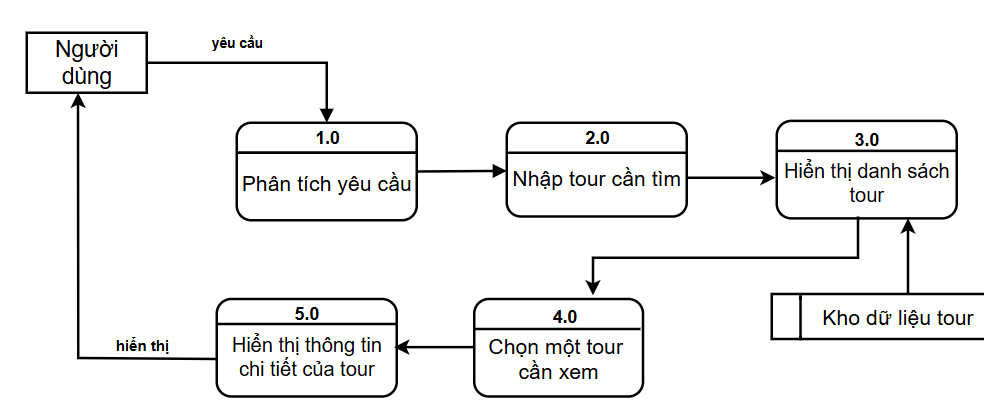 Người
dùng
yêu cầu
1.0
Phân tích yêu cầu
2.0
Nhập tour cần tìm
3.0
Hiển thị danh sách
tour
Kho dữ liệu tour
4.0
Chọn một tour
cần xem
5.0
Hiển thị thông tin
chi tiết của tour
hiển thị